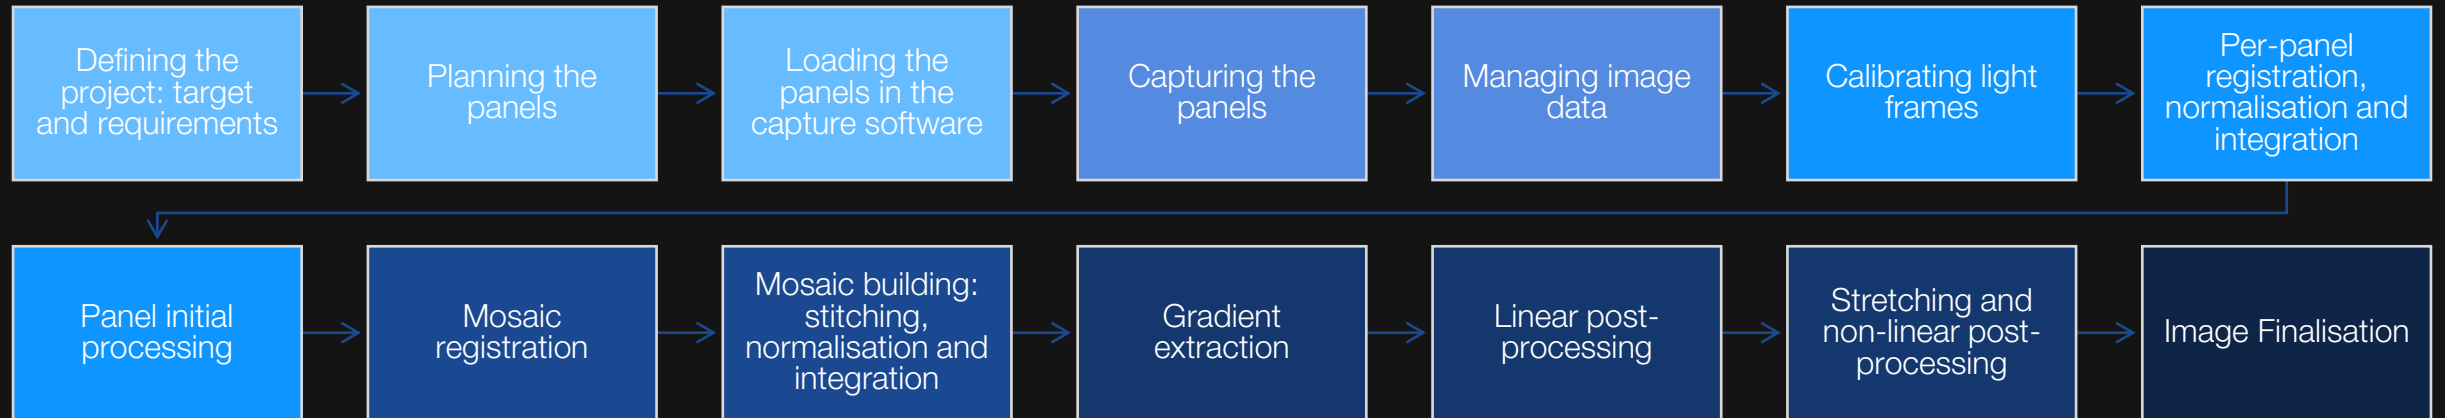 Defining the
project: target
and requirements
Planning the
panels
Loading the
panels in the
capture software
Capturing the
panels
Managing image
data
Calibrating light
frames
Per-panel
registration,
normalisation and
integration
Panel initial
processing
Mosaic
registration
Mosaic building:
stitching,
normalisation and
integration
Gradient
extraction
Linear post-
processing
Stretching and
non-linear post-
processing
Image Finalisation